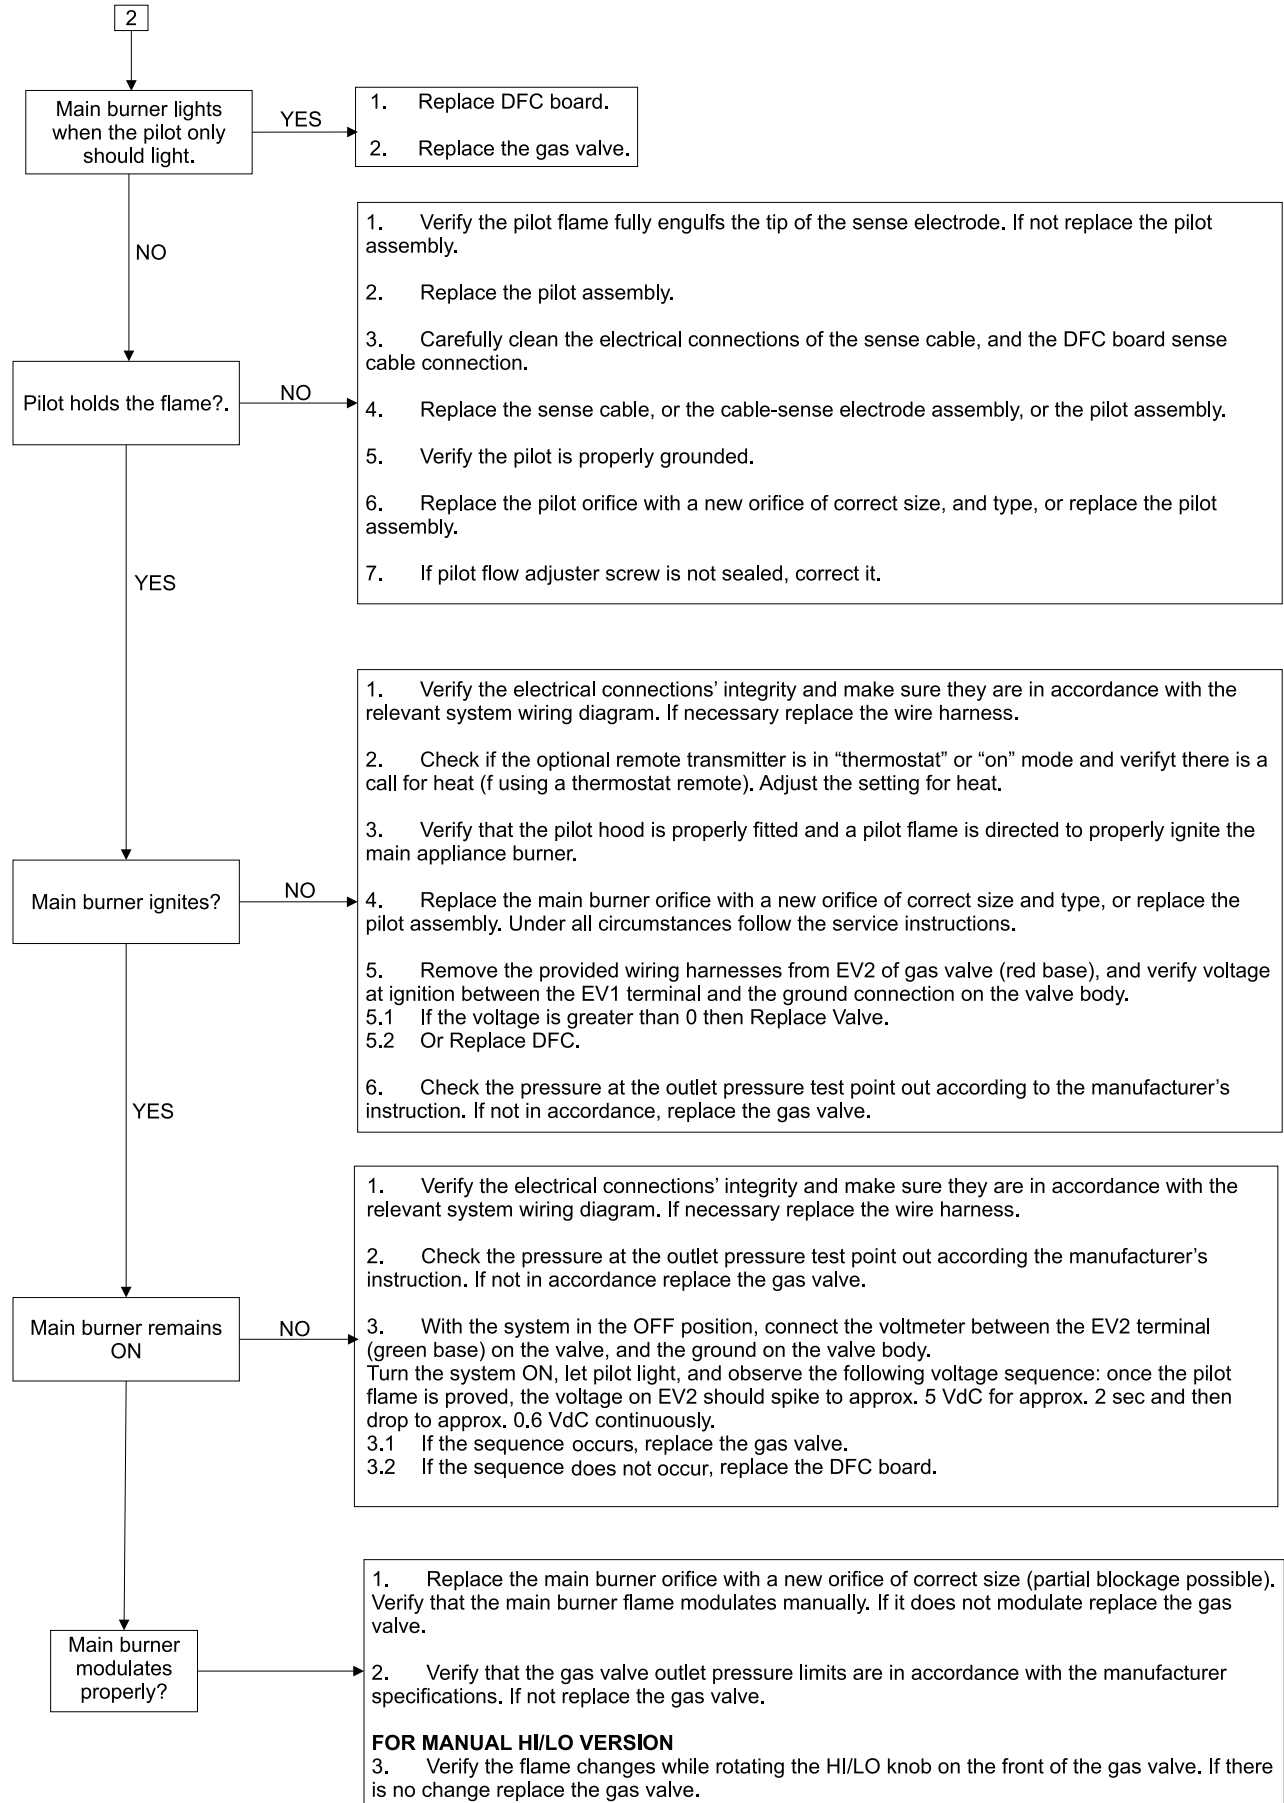 2
Main burner lights
when the pilot only
should light.
YES
1. Replace DFC board.
2. Replace the gas valve.
NO
1. Verify the pilot flame fully engulfs the tip of the sense electrode. If not replace the pilot
assembly.
2. Replace the pilot assembly.
3. Carefully clean the electrical connections of the sense cable, and the DFC board sense
cable connection.
4. Replace the sense cable, or the cable-sense electrode assembly, or the pilot assembly.
5. Verify the pilot is properly grounded.
6. Replace the pilot orifice with a new orifice of correct size, and type, or replace the pilot
assembly.
7. If pilot flow adjuster screw is not sealed, correct it.
Pilot holds the flame?.
NO
YES
1. Verify the electrical connections’ integrity and make sure they are in accordance with the
relevant system wiring diagram. If necessary replace the wire harness.
2. Check if the optional remote transmitter is in “thermostat” or “on” mode and verifyt there is a
call for heat (f using a thermostat remote). Adjust the setting for heat.
3. Verify that the pilot hood is properly fitted and a pilot flame is directed to properly ignite the
main appliance burner.
4. Replace the main burner orifice with a new orifice of correct size and type, or replace the
pilot assembly. Under all circumstances follow the service instructions.
5. Remove the provided wiring harnesses from EV2 of gas valve (red base), and verify voltage
at ignition between the EV1 terminal and the ground connection on the valve body.
5.1 If the voltage is greater than 0 then Replace Valve.
5.2 Or Replace DFC.
6. Check the pressure at the outlet pressure test point out according to the manufacturer’s
instruction. If not in accordance, replace the gas valve.
Main burner ignites?
NO
YES
1. Verify the electrical connections’ integrity and make sure they are in accordance with the
relevant system wiring diagram. If necessary replace the wire harness.
2. Check the pressure at the outlet pressure test point out according the manufacturer’s
instruction. If not in accordance replace the gas valve.
3. With the system in the OFF position, connect the voltmeter between the EV2 terminal
(green base) on the valve, and the ground on the valve body.
Turn the system ON, let pilot light, and observe the following voltage sequence: once the pilot
flame is proved, the voltage on EV2 should spike to approx. 5 VdC for approx. 2 sec and then
drop to approx. 0.6 VdC continuously.
3.1 If the sequence occurs, replace the gas valve.
3.2 If the sequence does not occur, replace the DFC board.
Main burner remains
ON
NO
1. Replace the main burner orifice with a new orifice of correct size (partial blockage possible).
Verify that the main burner flame modulates manually. If it does not modulate replace the gas
valve.
2. Verify that the gas valve outlet pressure limits are in accordance with the manufacturer
specifications. If not replace the gas valve.
FOR MANUAL HI/LO VERSION
3. Verify the flame changes while rotating the HI/LO knob on the front of the gas valve. If there
is no change replace the gas valve.
Main burner
modulates
properly?